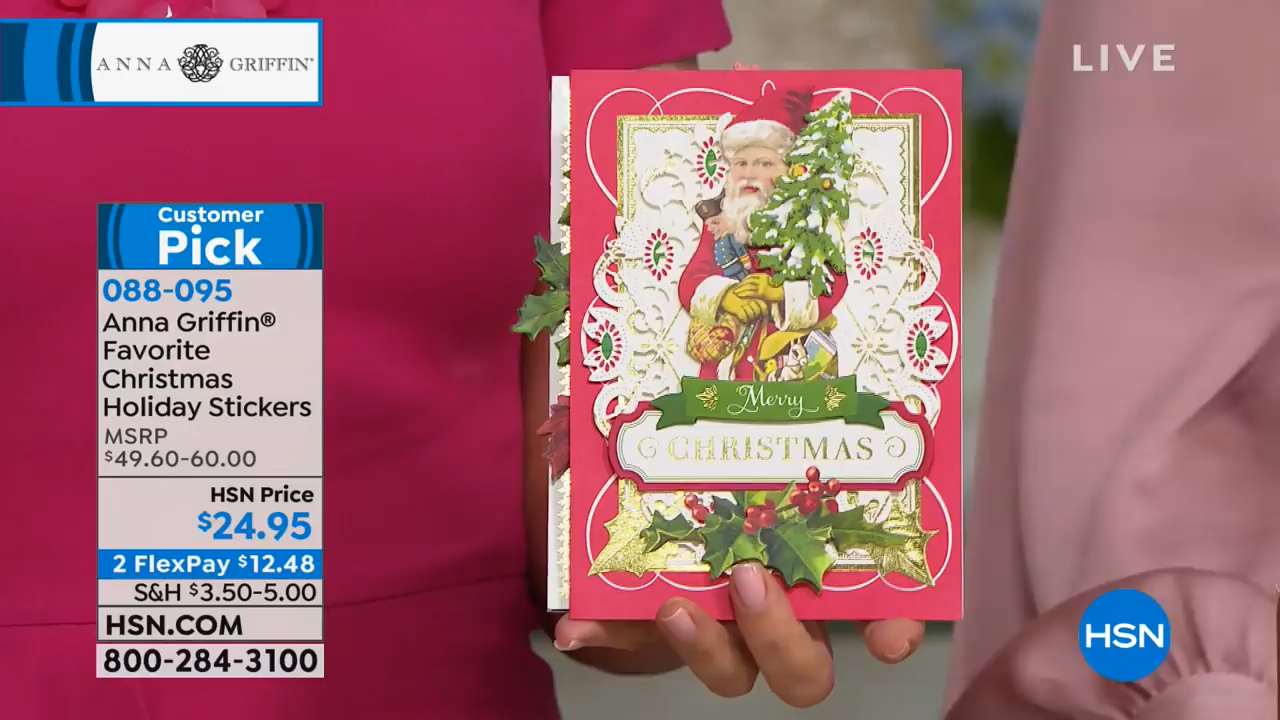 ANNA GRIFFIN®
LIVE
Customer
Pick
088-095
Anna Griffin®
Favorite
Christmas
Holiday Stickers
MSRP
$49.60-60.00
HSN Price
$24.95
2 FlexPay $12.48
S&H $3.50-5.00
HSN.COM
800-284-3100
Merry
CHRISTMAS
HSN